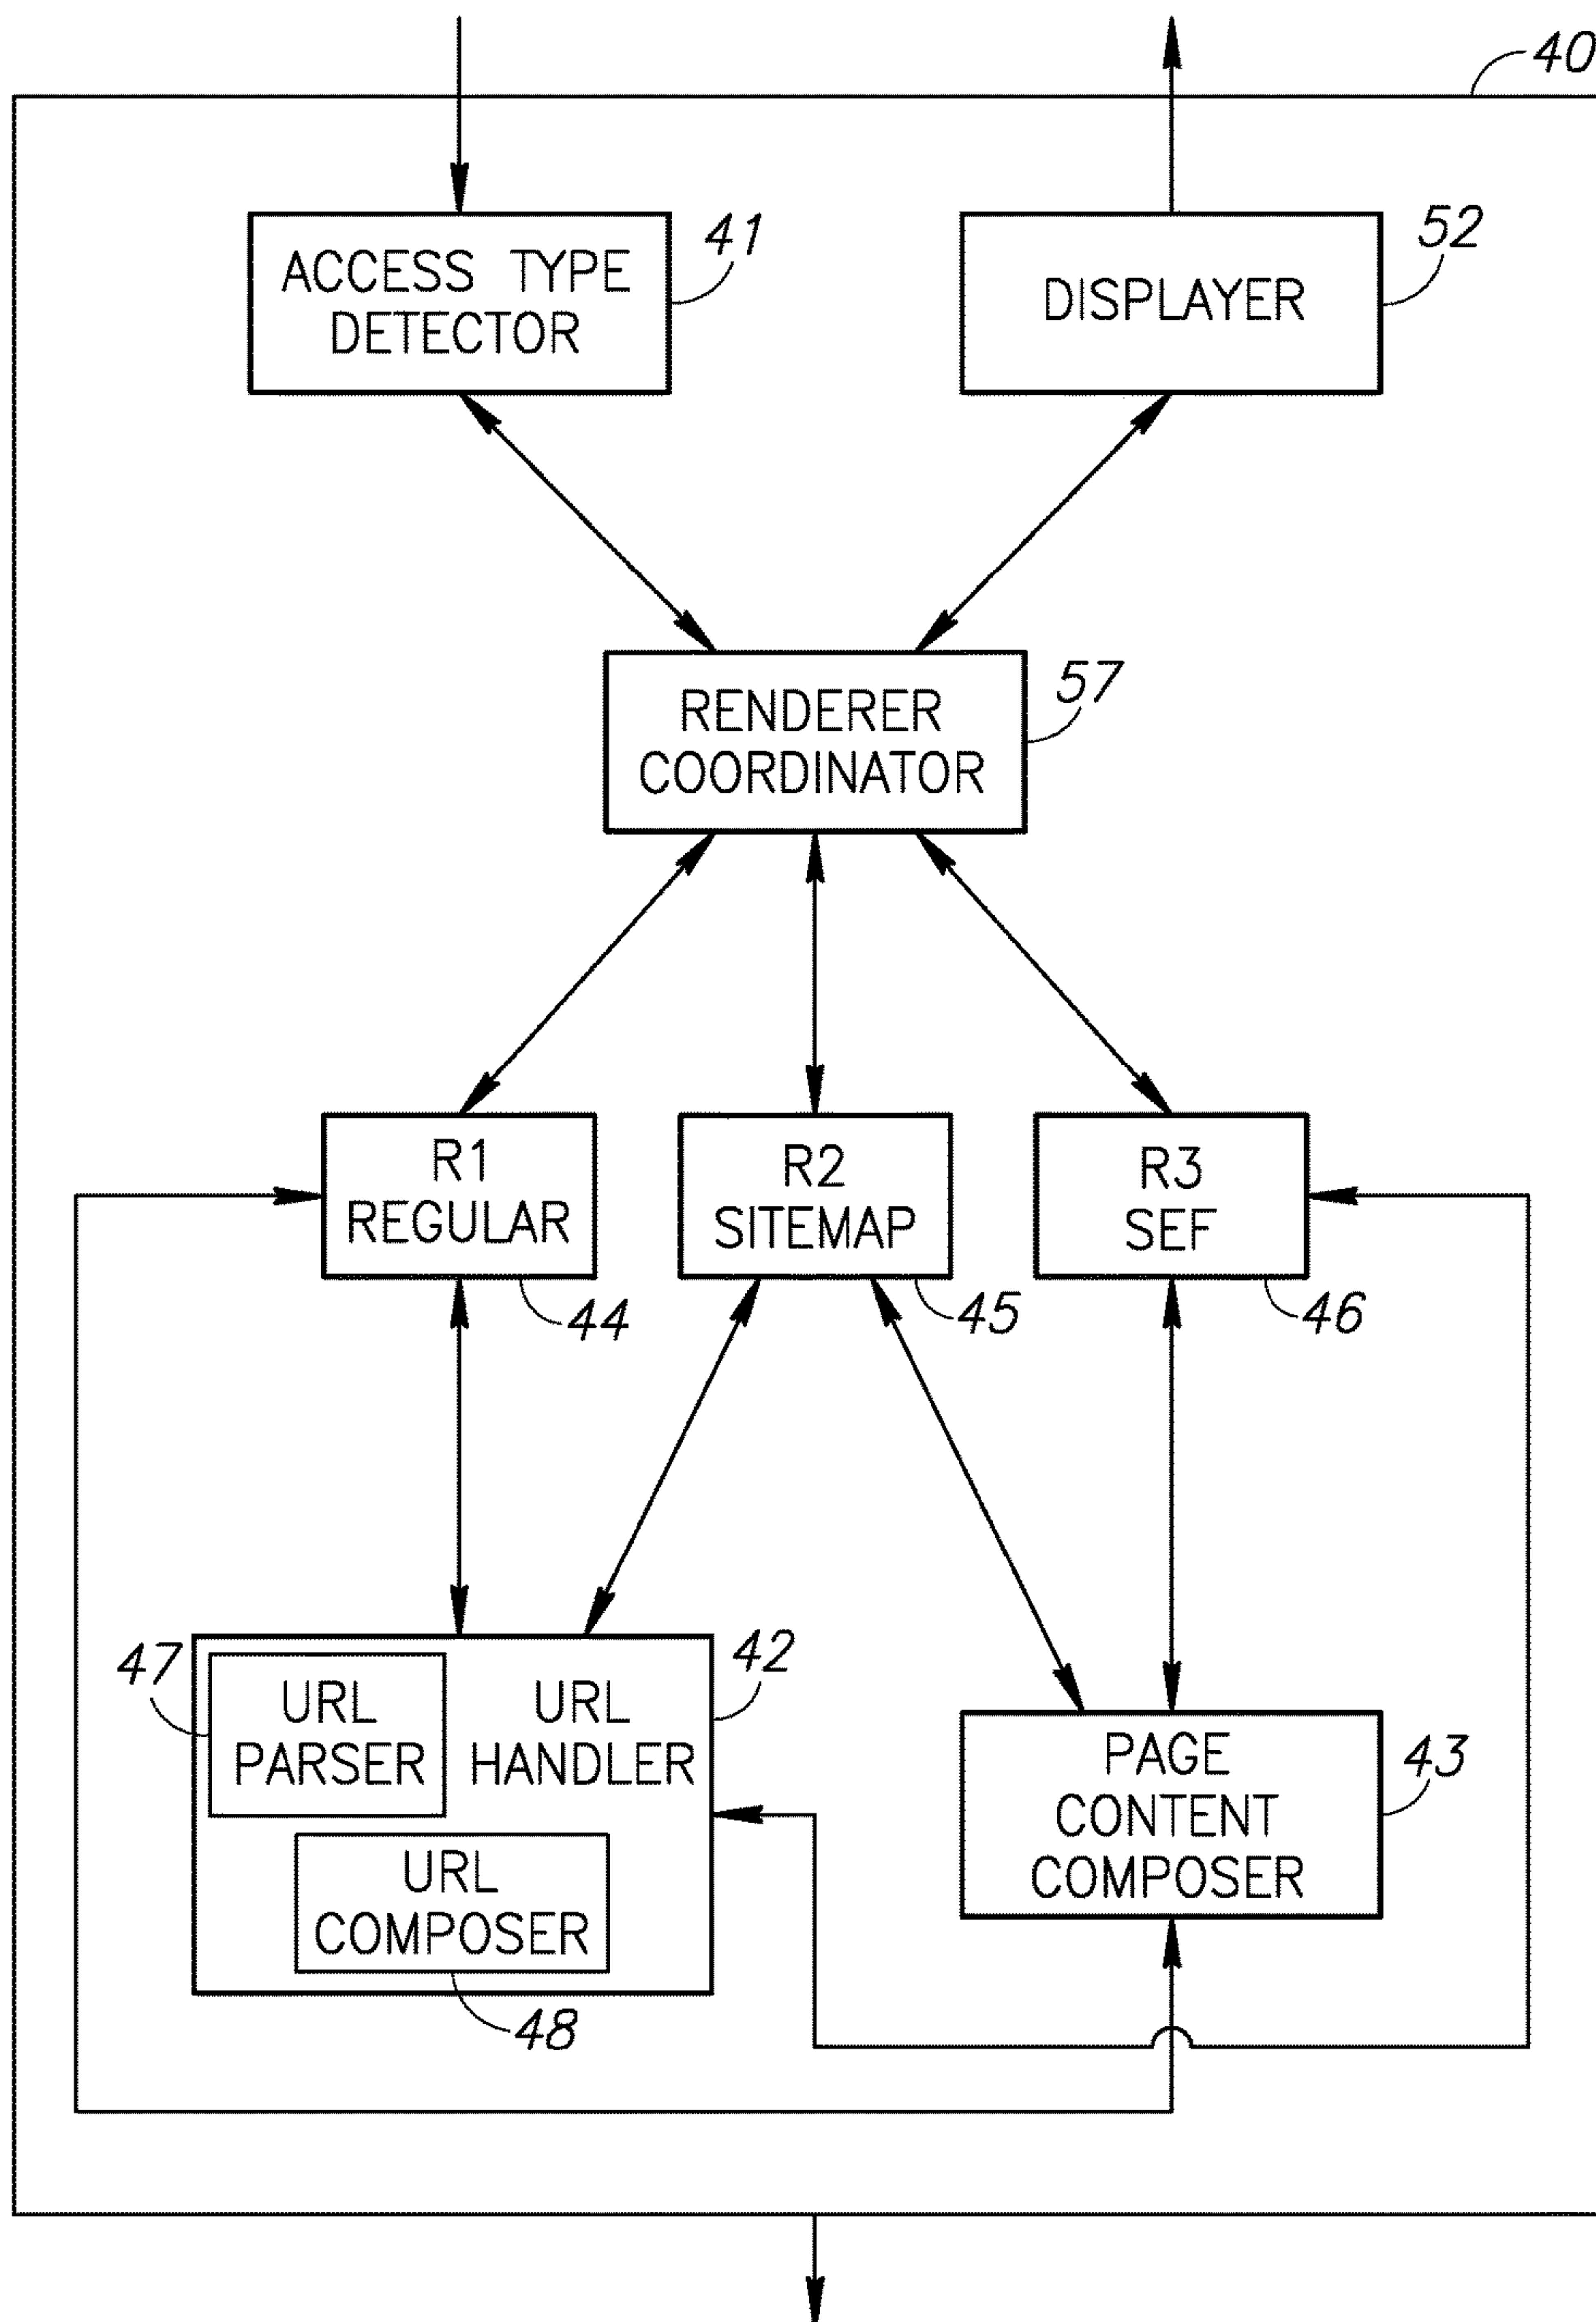 40
ACCESS TYPE
DETECTOR
41
DISPLAYER
52
RENDERER
COORDINATOR
57
R1
REGULAR
44
R2
SITEMAP
45
R3
SEF
46
47
URL
PARSER
URL
HANDLER
42
URL
COMPOSER
48
PAGE
CONTENT
COMPOSER
43